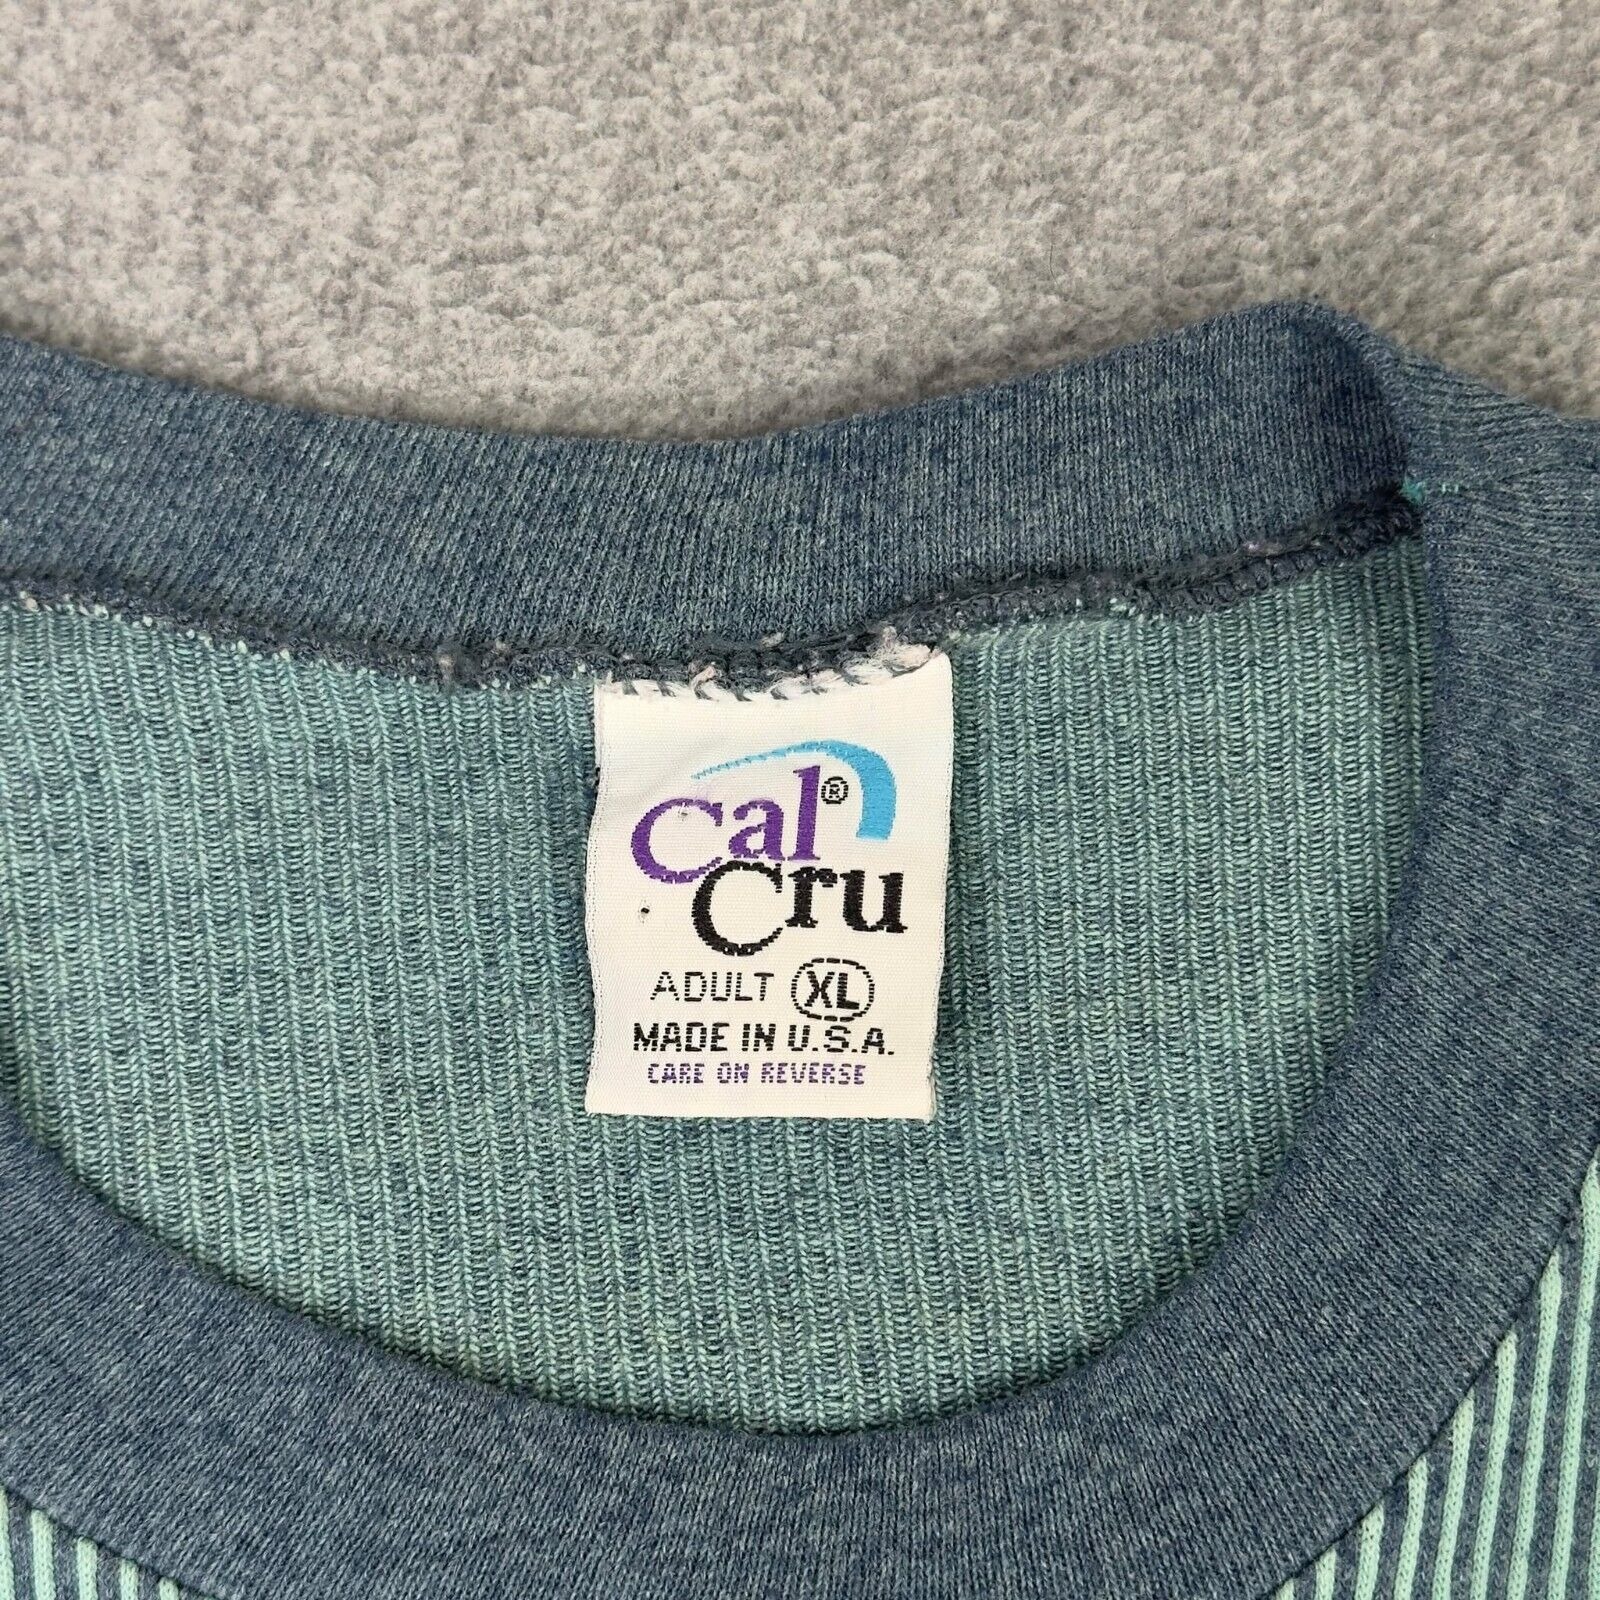 Cal®
Cru
ADULT XL
MADE IN U.S.A.
CARE ON REVERSE